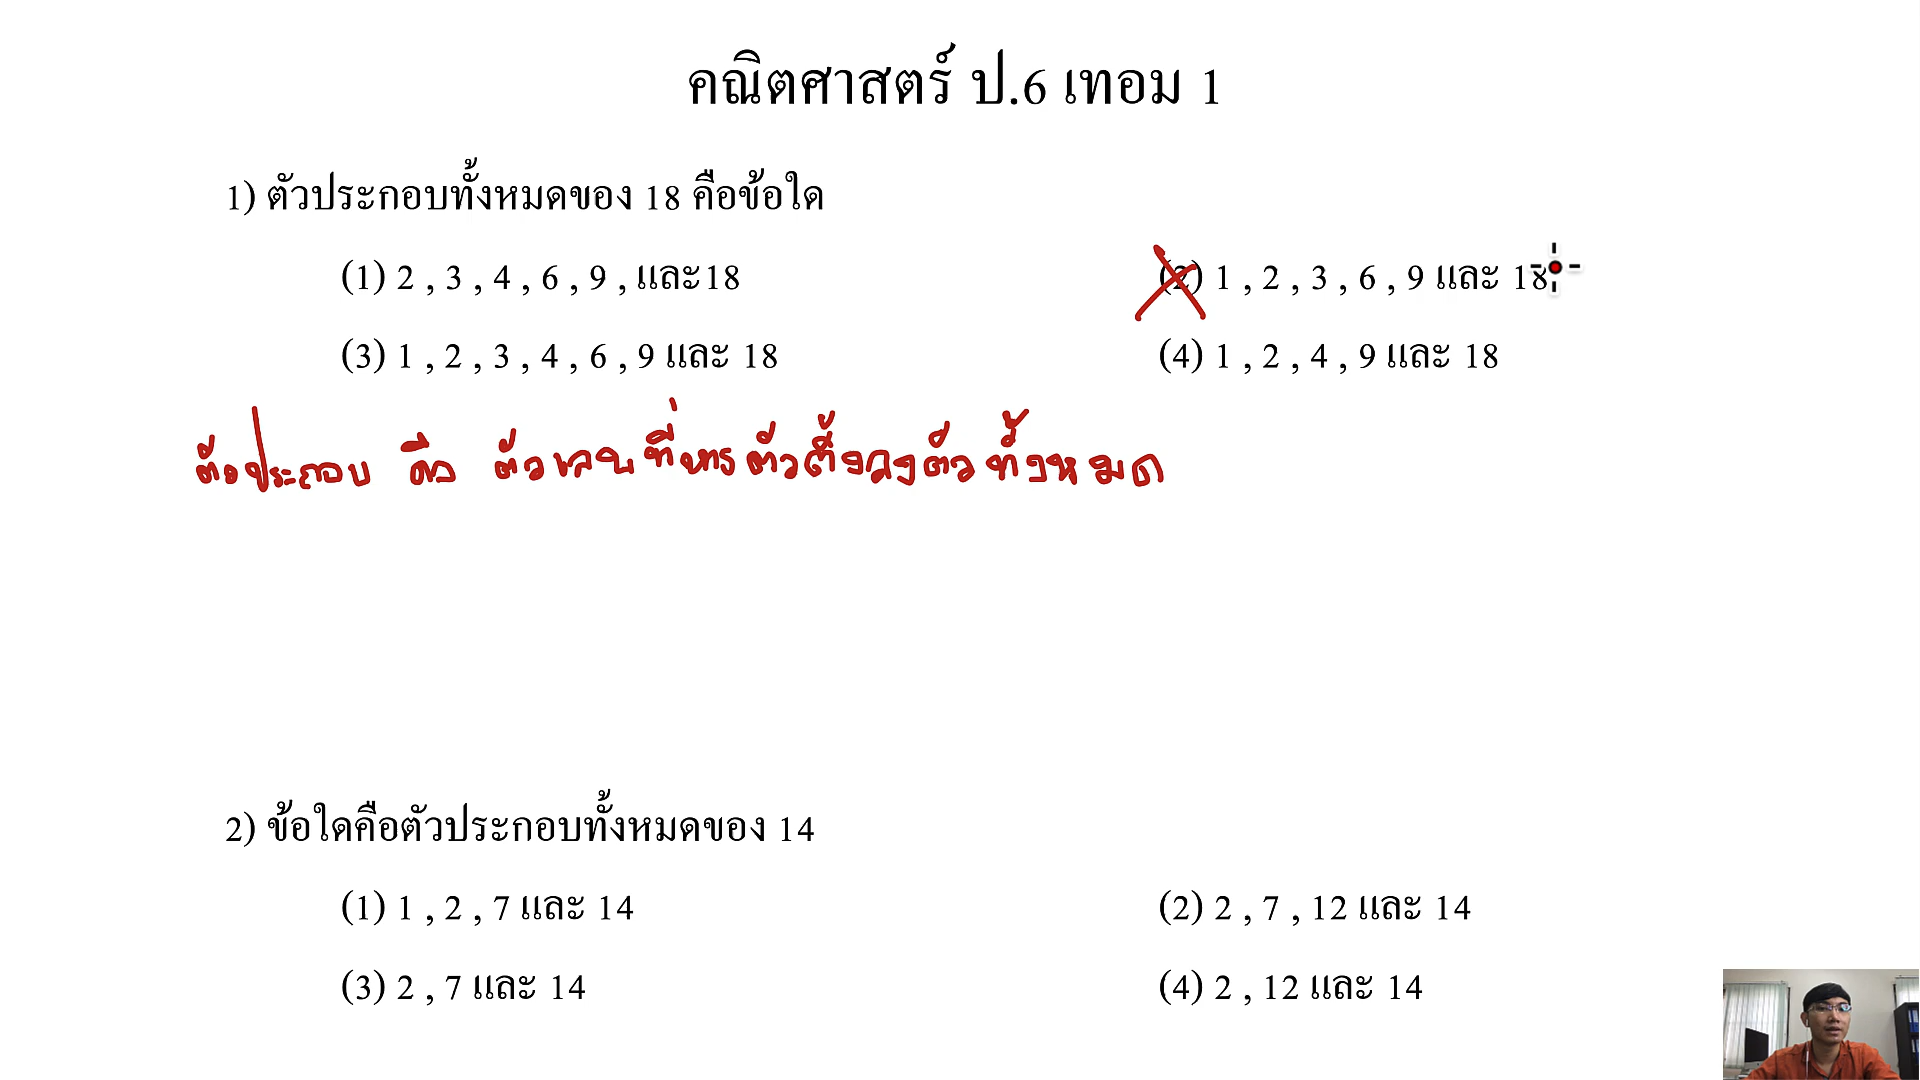 คณิตศาสตร์ ป.6 เทอม 1
1) ตัวประกอบทั้งหมดของ 18 คือข้อใด
(1) 2 , 3 , 4 , 6 , 9 , และ18
(2) 1 , 2 , 3 , 6 , 9 และ 18
(3) 1 , 2 , 3 , 4 , 6 , 9 และ 18
(4) 1 , 2 , 4 , 9 และ 18
ตัวประกอบ คือ ตัวเลขที่หารตัวตั้งลงตัวทั้งหมด
2) ข้อใดคือตัวประกอบทั้งหมดของ 14
(1) 1 , 2 , 7 และ 14
(2) 2 , 7 , 12 และ 14
(3) 2 , 7 และ 14
(4) 2 , 12 และ 14